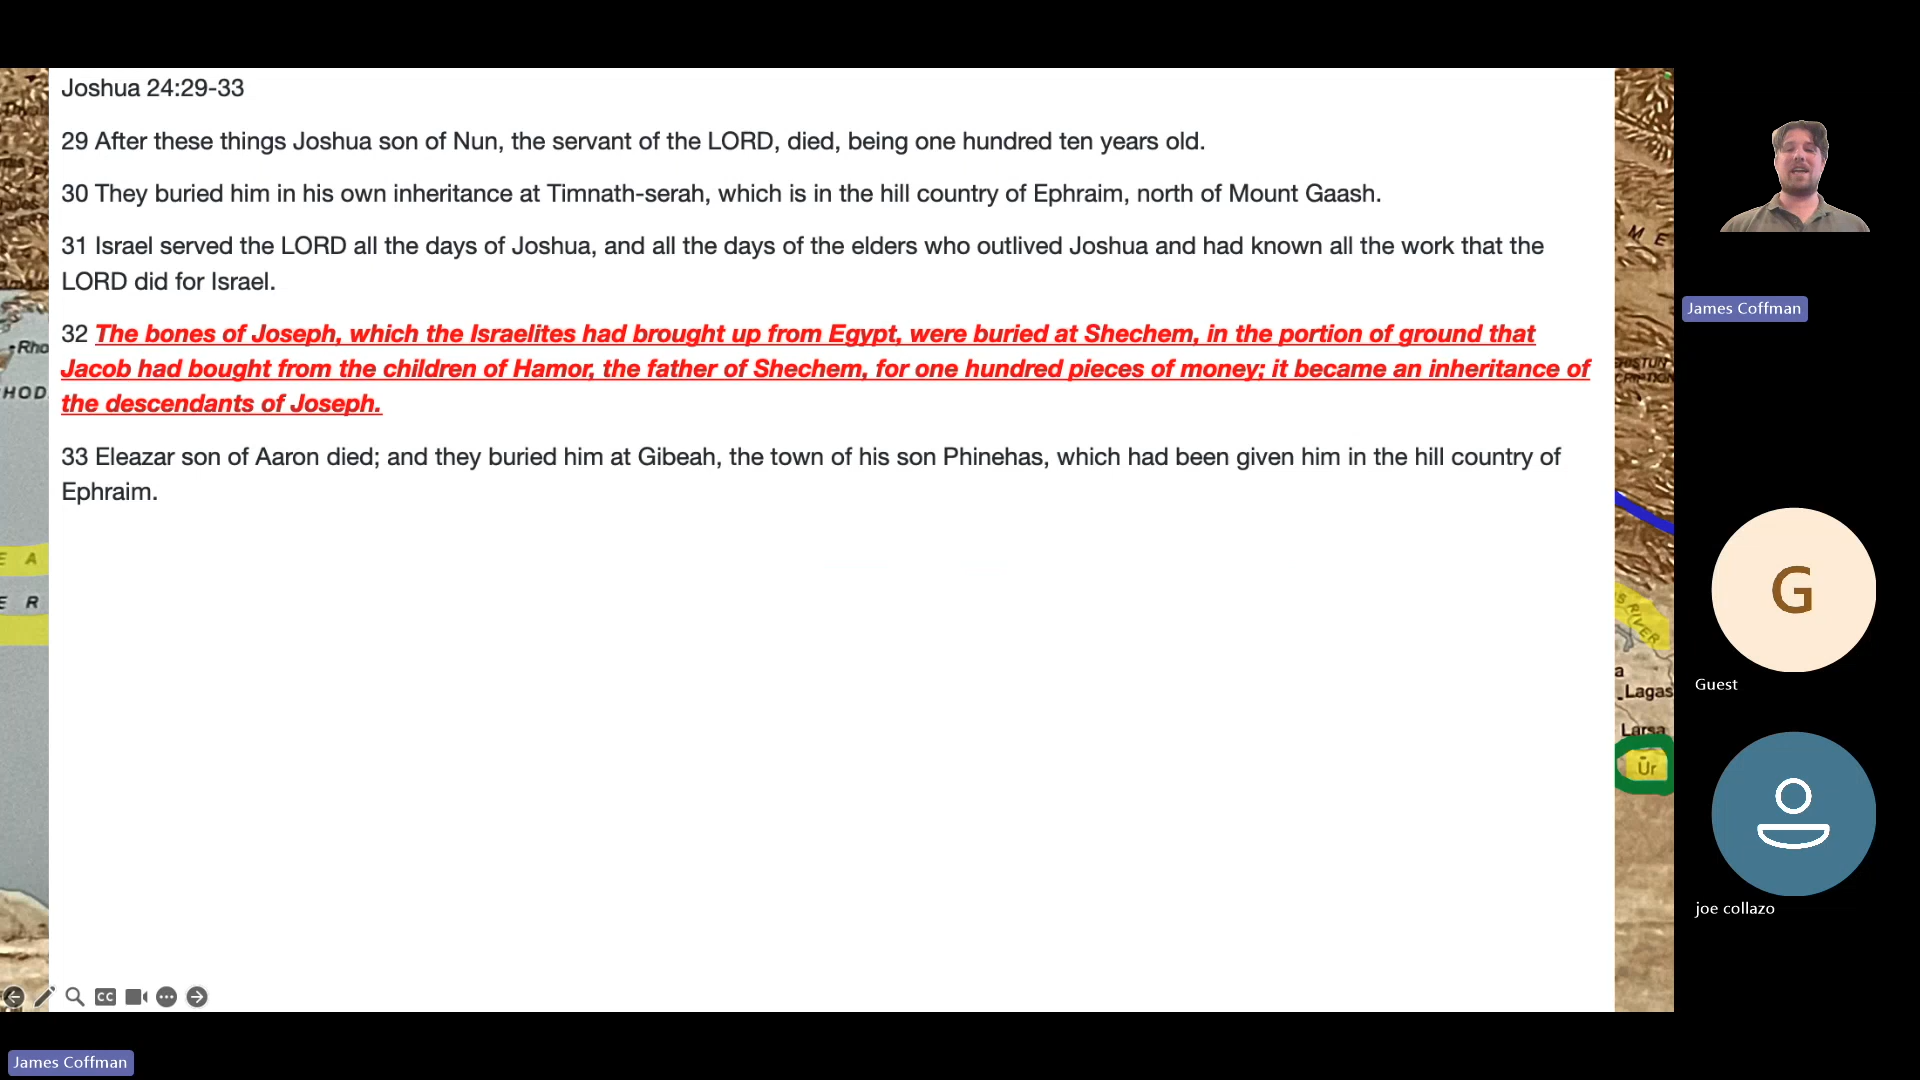 Joshua 24:29-33
29 After these things Joshua son of Nun, the servant of the LORD, died, being one hundred ten years old.
30 They buried him in his own inheritance at Timnath-serah, which is in the hill country of Ephraim, north of Mount Gaash.
31 Israel served the LORD all the days of Joshua, and all the days of the elders who outlived Joshua and had known all the work that the
LORD did for Israel.
32 The bones of Joseph, which the Israelites had brought up from Egypt, were buried at Shechem, in the portion of ground that
Jacob had bought from the children of Hamor, the father of Shechem, for one hundred pieces of money; it became an inheritance of
the descendants of Joseph.
33 Eleazar son of Aaron died; and they buried him at Gibeah, the town of his son Phinehas, which had been given him in the hill country of
Ephraim.
Rho
HOD
E A
E R
M E
S RIVER
a
Lagas
Larsa
Ur
CC
James Coffman
G
Guest
joe collazo
James Coffman